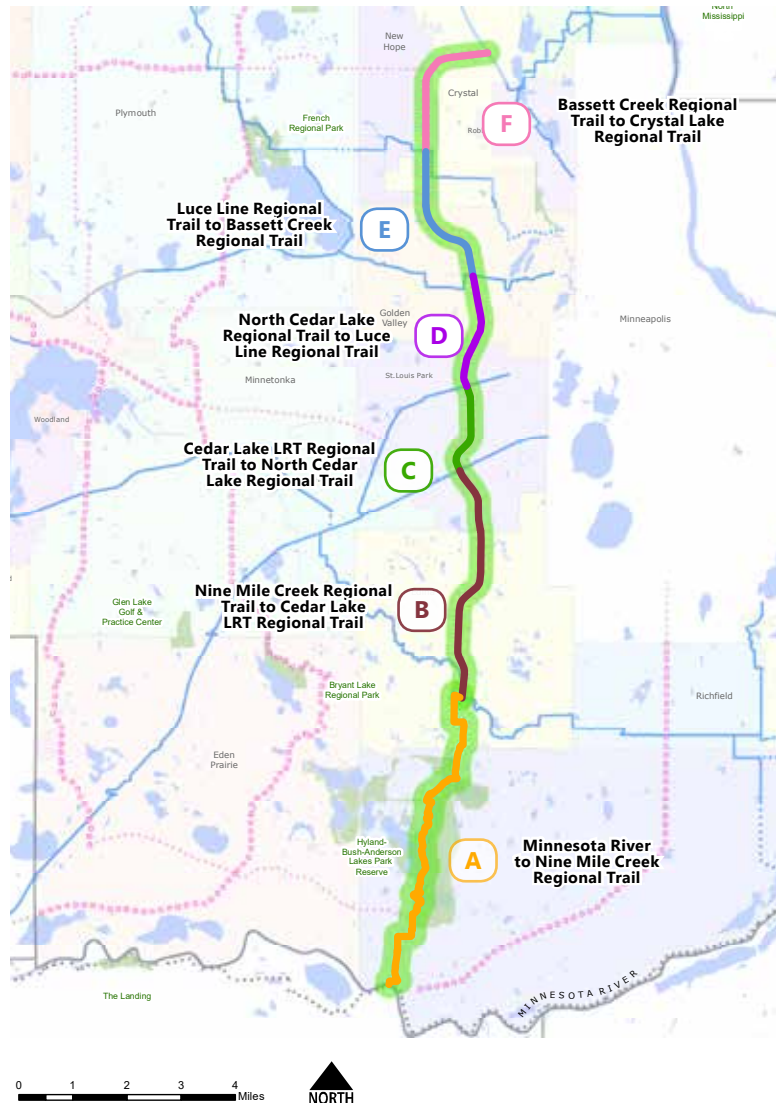 North
Mississippi
New
Hope
Crystal
Plymouth
French
Regional Park
Rob
F
Bassett Creek Regional
Trail to Crystal Lake
Regional Trail
Luce Line Regional
Trail to Bassett Creek
Regional Trail
E
Golden
Valley
Minneapolis
North Cedar Lake
Regional Trail to Luce
Line Regional Trail
D
St.Louis Park
Minnetonka
Woodland
Cedar Lake LRT Regional
Trail to North Cedar
Lake Regional Trail
C
Nine Mile Creek Regional
Trail to Cedar Lake
LRT Regional Trail
B
Glen Lake
Golf &
Practice Center
Bryant Lake
Regional Park
Richfield
Eden
Prairie
Hyland-
Bush-Anderson
Lakes Park
Reserve
A
Minnesota River
to Nine Mile Creek
Regional Trail
The Landing
MINNESOTA RIVER
0 1 2 3 4
Miles
NORTH